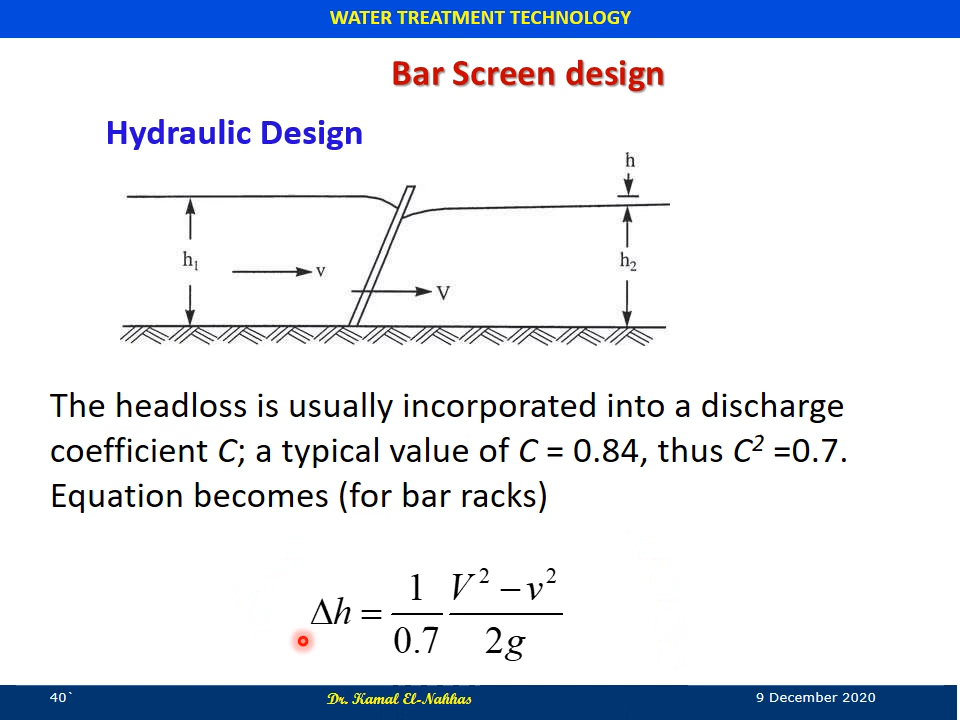 WATER TREATMENT TECHNOLOGY
Bar Screen design
Hydraulic Design
h
h₁
v
V
h₂
The headloss is usually incorporated into a discharge
coefficient C; a typical value of C = 0.84, thus C² =0.7.
Equation becomes (for bar racks)
Δh = 1/0.7 (V² − v²)/2g
40`
Dr. Kamal El-Nahhas
9 December 2020